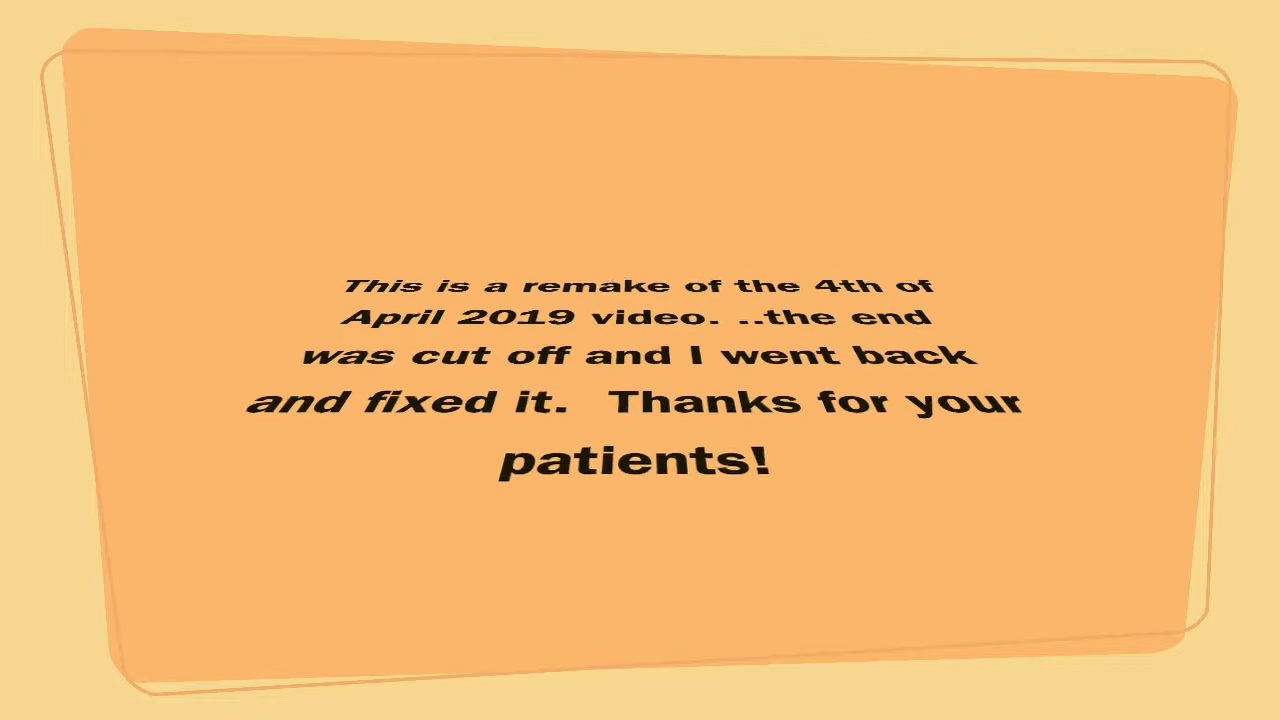 This is a remake of the 4th of
April 2019 video. ..the end
was cut off and I went back
and fixed it. Thanks for your
patients!